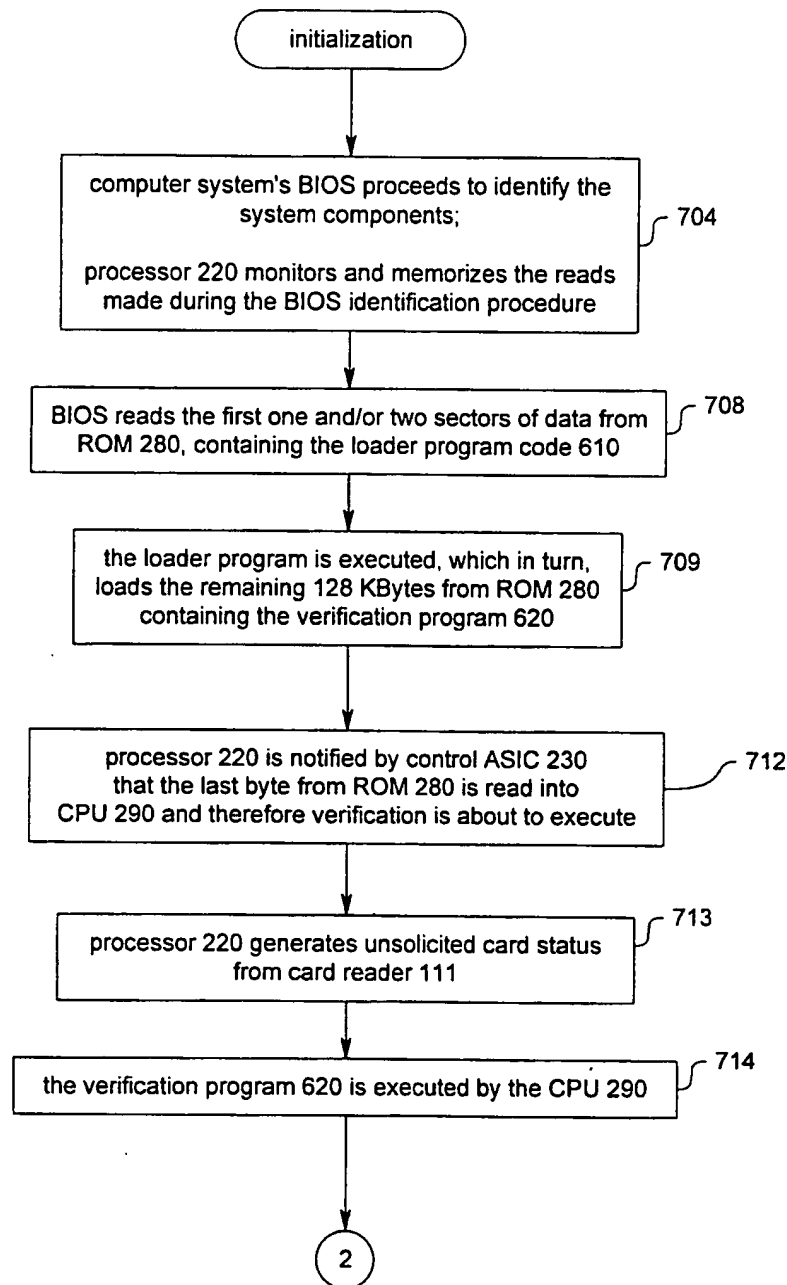 initialization
computer system's BIOS proceeds to identify the
system components;
processor 220 monitors and memorizes the reads
made during the BIOS identification procedure
704
BIOS reads the first one and/or two sectors of data from
ROM 280, containing the loader program code 610
708
the loader program is executed, which in turn,
loads the remaining 128 KBytes from ROM 280
containing the verification program 620
709
processor 220 is notified by control ASIC 230
that the last byte from ROM 280 is read into
CPU 290 and therefore verification is about to execute
712
processor 220 generates unsolicited card status
from card reader 111
713
the verification program 620 is executed by the CPU 290
714
2